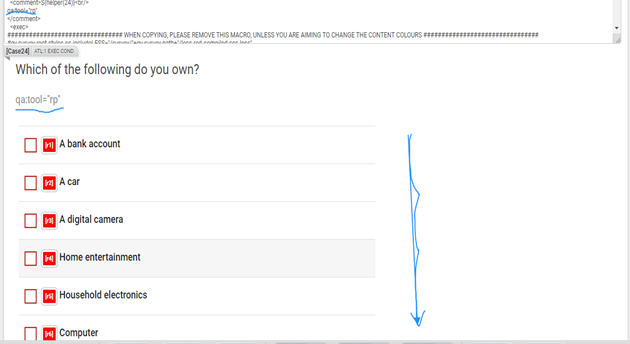 <comment>${helper(24)}<br/>
qa:tool="rp"
</comment>
<exec>
############################## WHEN COPYING, PLEASE REMOVE THIS MACRO, UNLESS YOU ARE AIMING TO CHANGE THE CONTENT COLOURS ##############################
[Case24] ATL:1 EXEC:COND
Which of the following do you own?
qa:tool="rp"
[r1] A bank account
[r2] A car
[r3] A digital camera
[r4] Home entertainment
[r5] Household electronics
[r6] Computer